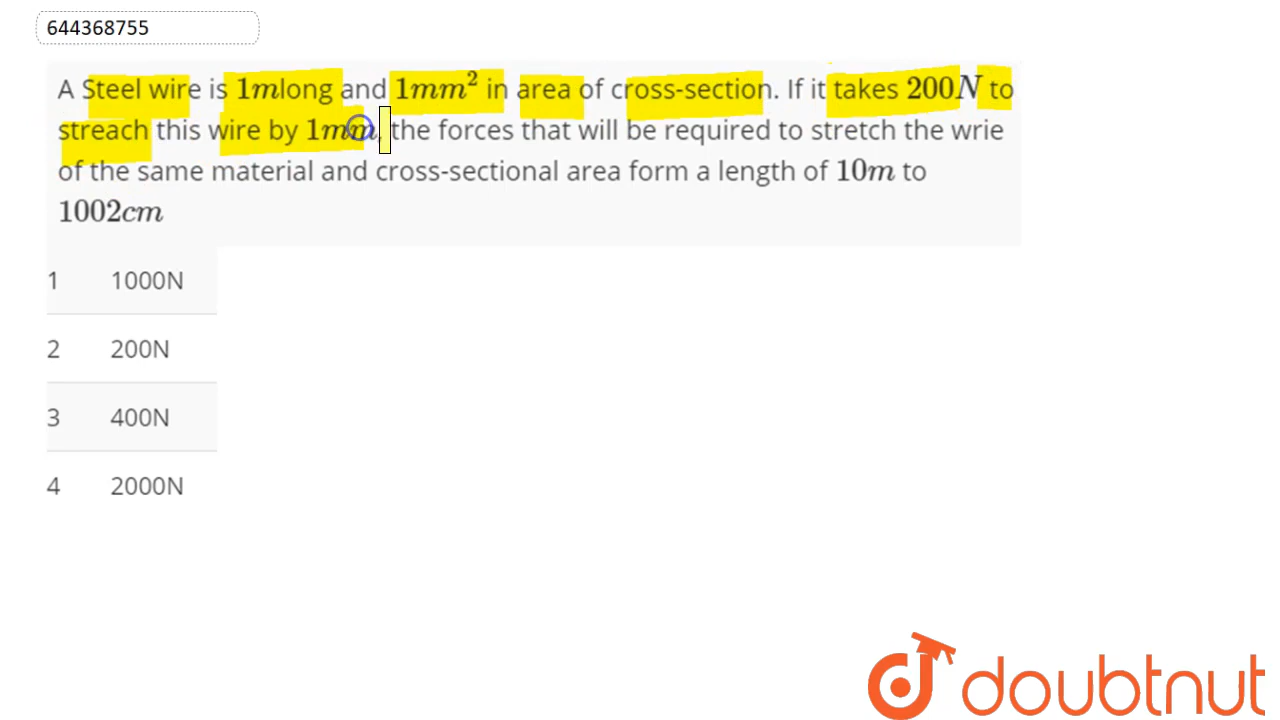 644368755
A Steel wire is 1mlong and 1mm² in area of cross-section. If it takes 200N to
streach this wire by 1mm, the forces that will be required to stretch the wrie
of the same material and cross-sectional area form a length of 10m to
1002cm
1 1000N
2 200N
3 400N
4 2000N
doubtnut